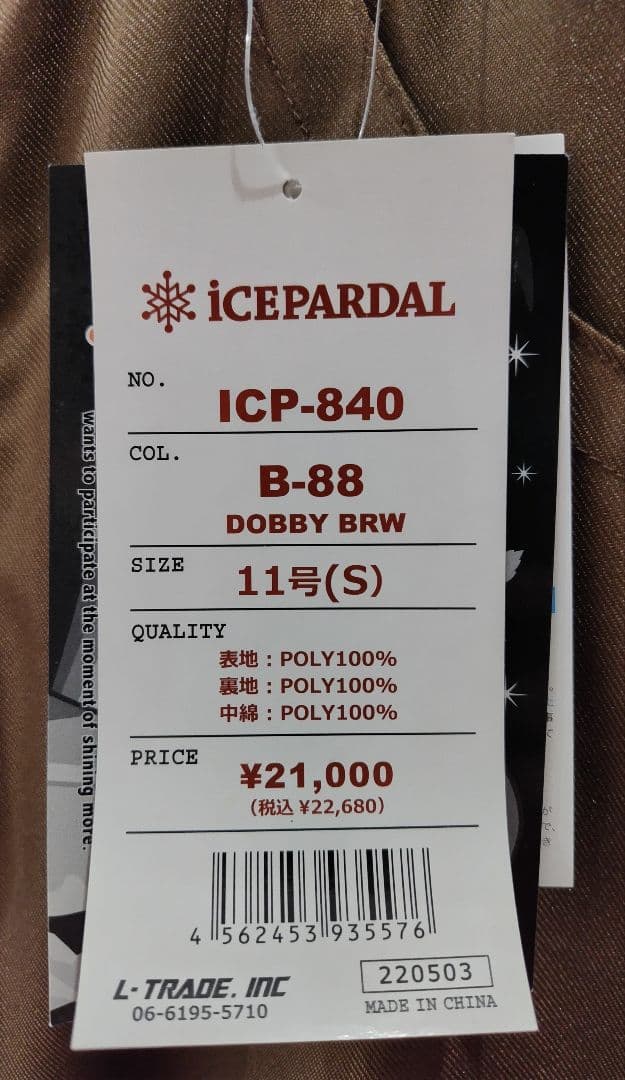 iCEPARDAL
NO.
ICP-840
COL.
B-88
DOBBY BRW
SIZE
11号(S)
QUALITY
表地：POLY100%
裏地：POLY100%
中綿：POLY100%
PRICE
¥21,000
（税込 ¥22,680）
4 562453 935576
L-TRADE. INC
06-6195-5710
220503
MADE IN CHINA
wants to participate at the moment of shining more.